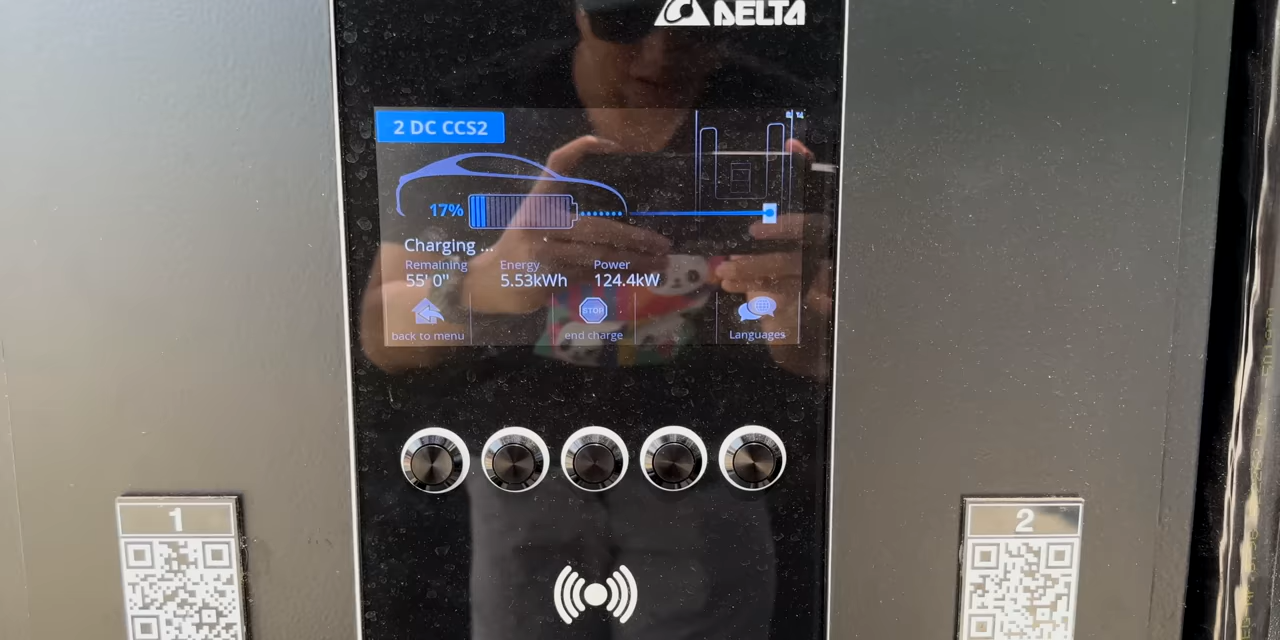 DELTA
2 DC CCS2
17%
Charging ...
Remaining Energy Power
55' 0" 5.53kWh 124.4kW
STOP
back to menu end charge Languages
1
2